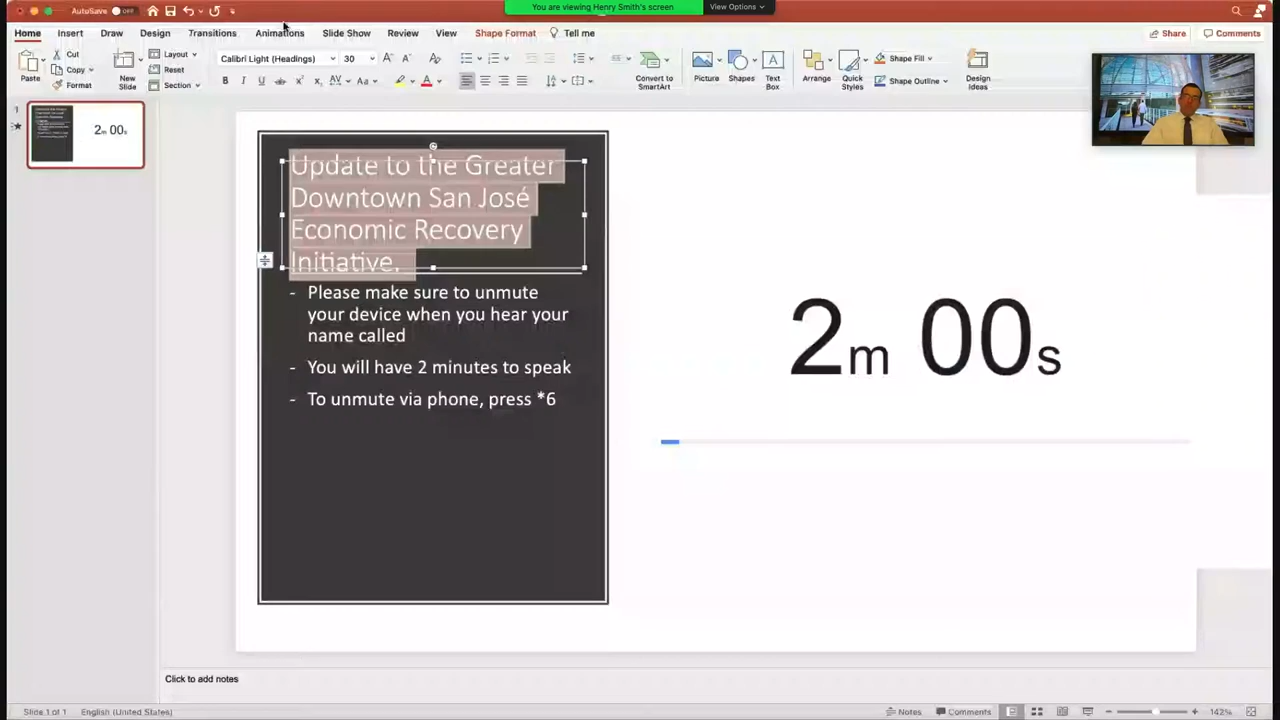 AutoSave OFF
You are viewing Henry Smith's screen
View Options
Home Insert Draw Design Transitions Animations Slide Show Review View Shape Format Tell me
Share Comments
Paste
Cut
Copy
Format
New
Slide
Layout
Reset
Section
Calibri Light (Headings) 30
Convert to
SmartArt
Picture
Shapes
Text
Box
Arrange
Quick
Styles
Shape Fill
Shape Outline
Design
Ideas
1
2m 00s
Update to the Greater
Downtown San José
Economic Recovery
Initiative.
- Please make sure to unmute
your device when you hear your
name called
- You will have 2 minutes to speak
- To unmute via phone, press *6
2m 00s
Click to add notes
Slide 1 of 1 English (United States) Notes Comments 142%